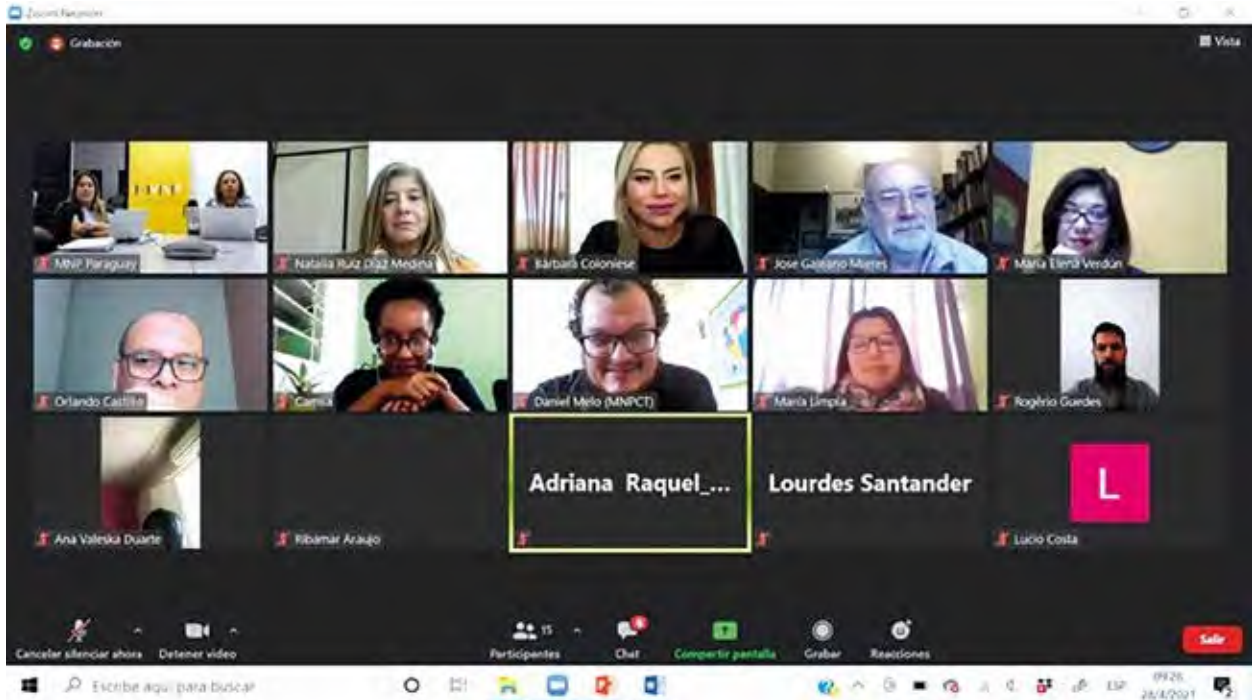 Zoom Reunión
Grabación
Vista
MNP
MNP Paraguay
Natalia Ruiz Diaz Medina
Bárbara Coloniese
Jose Galeano Mieres
María Elena Verdún
Orlando Castillo
Camila
Daniel Melo (MNPCT)
María Limpia
Rogério Guedes
Adriana Raquel_...
Lourdes Santander
L
Ana Valeska Duarte
Ribamar Araujo
Lucio Costa
Cancelar silenciar ahora
Detener video
15
Participantes
Chat
Compartir pantalla
Grabar
Reacciones
Salir
Escribe aquí para buscar
ESP
09:26
28/4/2021